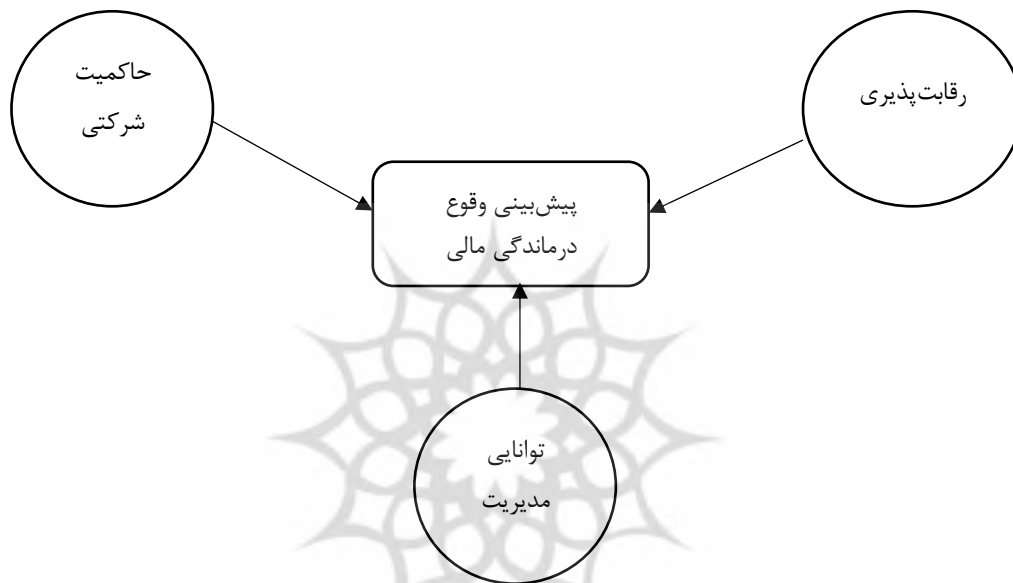 رقابت‌پذیری
حاکمیت
شرکتی
پیش‌بینی وقوع
درماندگی مالی
توانایی
مدیریت